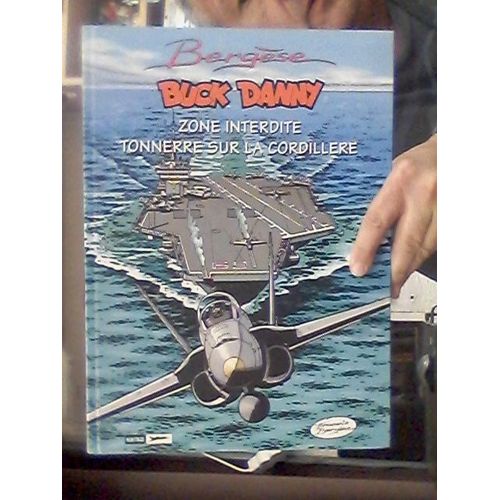 Bergèse
BUCK DANNY
ZONE INTERDITE
TONNERRE SUR LA CORDILLERE